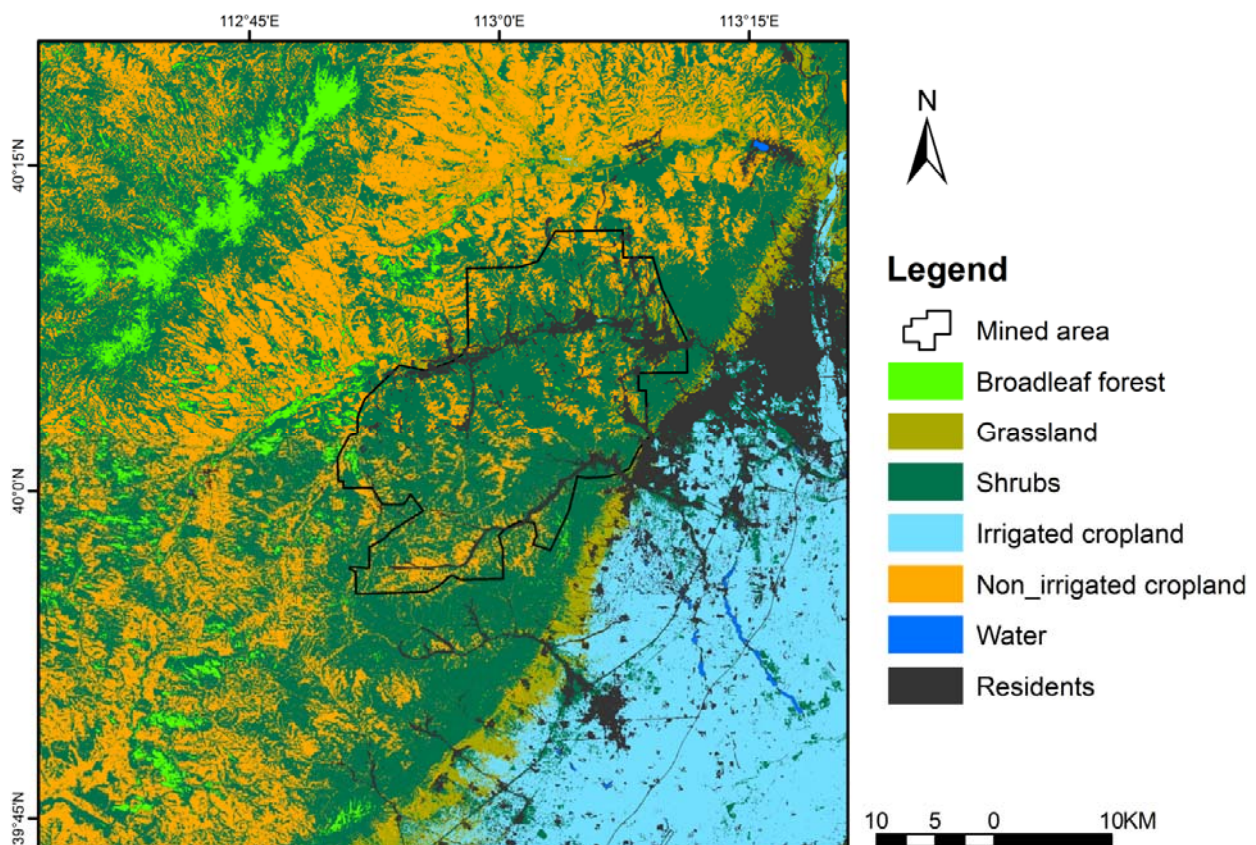 112°45'E 113°0'E 113°15'E
40°15'N
40°0'N
39°45'N
N
Legend
Mined area
Broadleaf forest
Grassland
Shrubs
Irrigated cropland
Non_irrigated cropland
Water
Residents
10 5 0 10KM